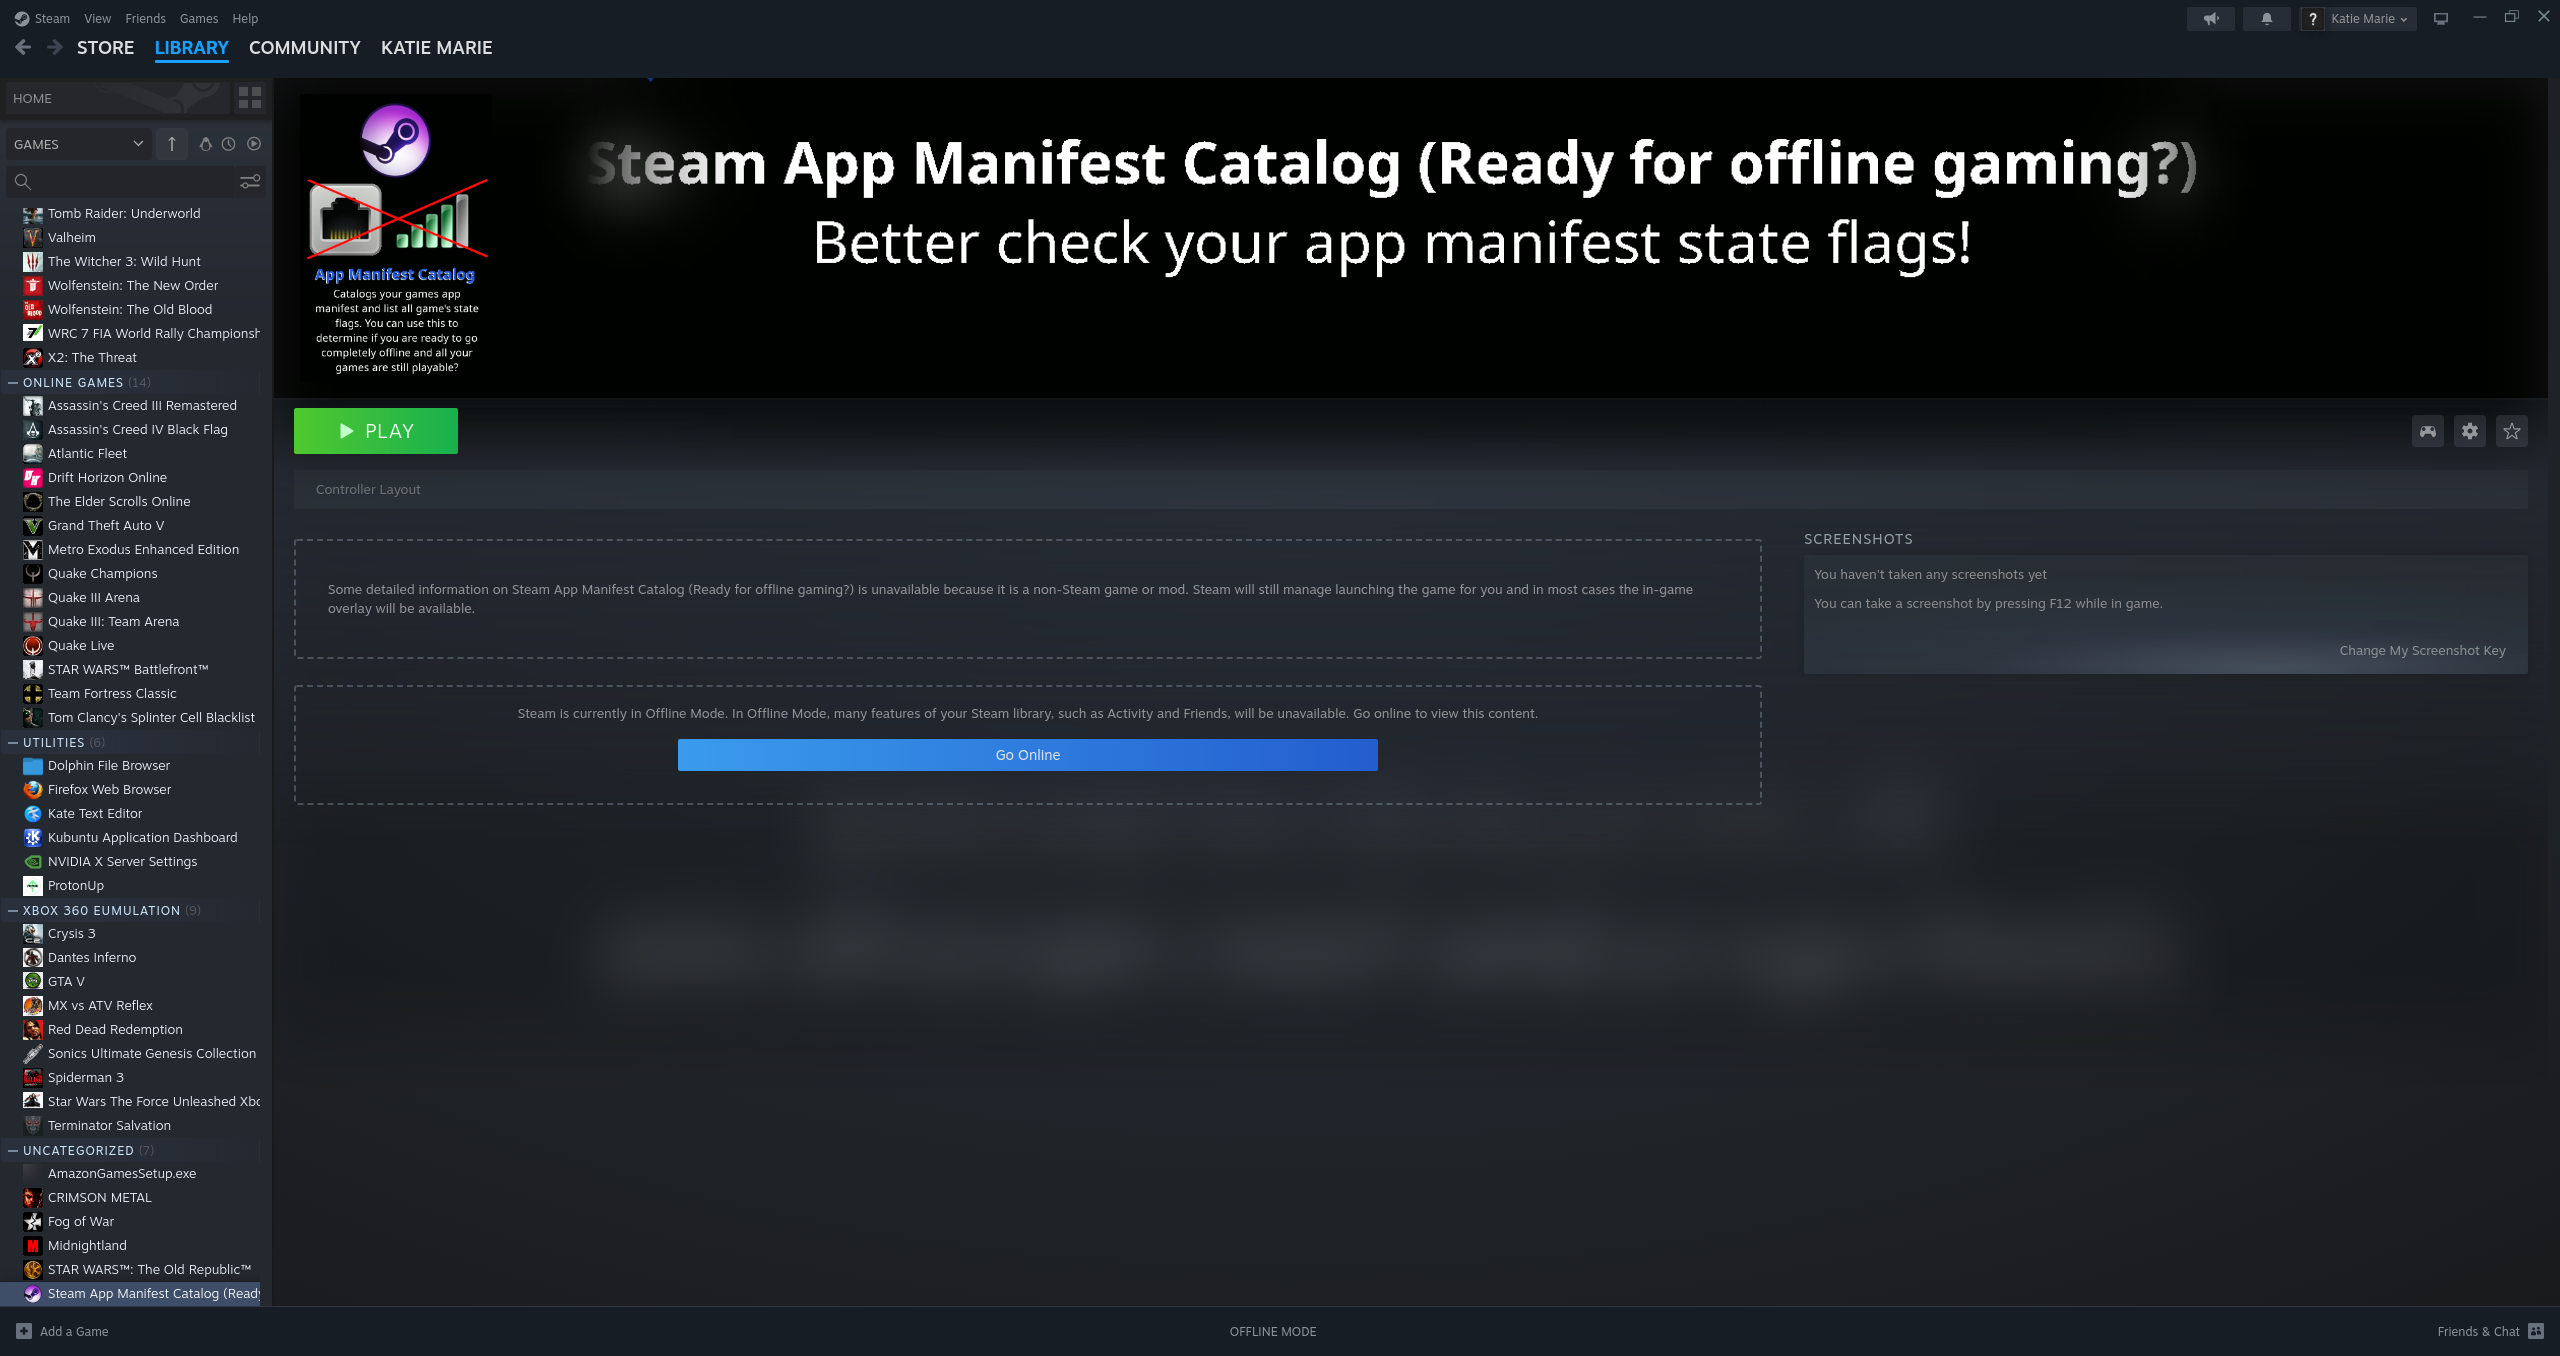 Steam View Friends Games Help
Katie Marie
STORE LIBRARY COMMUNITY KATIE MARIE
HOME
GAMES
Tomb Raider: Underworld
Valheim
The Witcher 3: Wild Hunt
Wolfenstein: The New Order
Wolfenstein: The Old Blood
WRC 7 FIA World Rally Championsh
X2: The Threat
ONLINE GAMES (14)
Assassin's Creed III Remastered
Assassin's Creed IV Black Flag
Atlantic Fleet
Drift Horizon Online
The Elder Scrolls Online
Grand Theft Auto V
Metro Exodus Enhanced Edition
Quake Champions
Quake III Arena
Quake III: Team Arena
Quake Live
STAR WARS™ Battlefront™
Team Fortress Classic
Tom Clancy's Splinter Cell Blacklist
UTILITIES (6)
Dolphin File Browser
Firefox Web Browser
Kate Text Editor
Kubuntu Application Dashboard
NVIDIA X Server Settings
ProtonUp
XBOX 360 EUMULATION (9)
Crysis 3
Dantes Inferno
GTA V
MX vs ATV Reflex
Red Dead Redemption
Sonics Ultimate Genesis Collection
Spiderman 3
Star Wars The Force Unleashed Xbo
Terminator Salvation
UNCATEGORIZED (7)
AmazonGamesSetup.exe
CRIMSON METAL
Fog of War
Midnightland
STAR WARS™: The Old Republic™
Steam App Manifest Catalog (Ready
App Manifest Catalog
Catalogs your games app
manifest and list all game's state
flags. You can use this to
determine if you are ready to go
completely offline and all your
games are still playable?
Steam App Manifest Catalog (Ready for offline gaming?)
Better check your app manifest state flags!
PLAY
Controller Layout
Some detailed information on Steam App Manifest Catalog (Ready for offline gaming?) is unavailable because it is a non-Steam game or mod. Steam will still manage launching the game for you and in most cases the in-game
overlay will be available.
Steam is currently in Offline Mode. In Offline Mode, many features of your Steam library, such as Activity and Friends, will be unavailable. Go online to view this content.
Go Online
SCREENSHOTS
You haven't taken any screenshots yet
You can take a screenshot by pressing F12 while in game.
Change My Screenshot Key
Add a Game
OFFLINE MODE
Friends & Chat